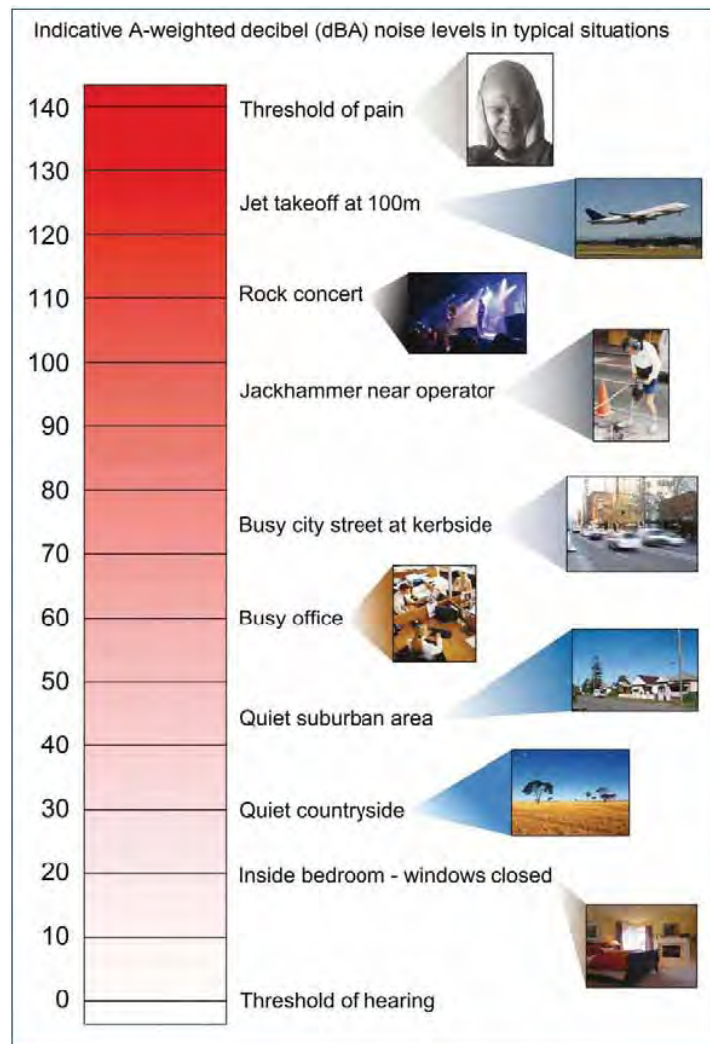 Indicative A-weighted decibel (dBA) noise levels in typical situations
140
Threshold of pain
130
Jet takeoff at 100m
120
110
Rock concert
100
Jackhammer near operator
90
80
Busy city street at kerbside
70
60
Busy office
50
Quiet suburban area
40
30
Quiet countryside
20
Inside bedroom - windows closed
10
0
Threshold of hearing